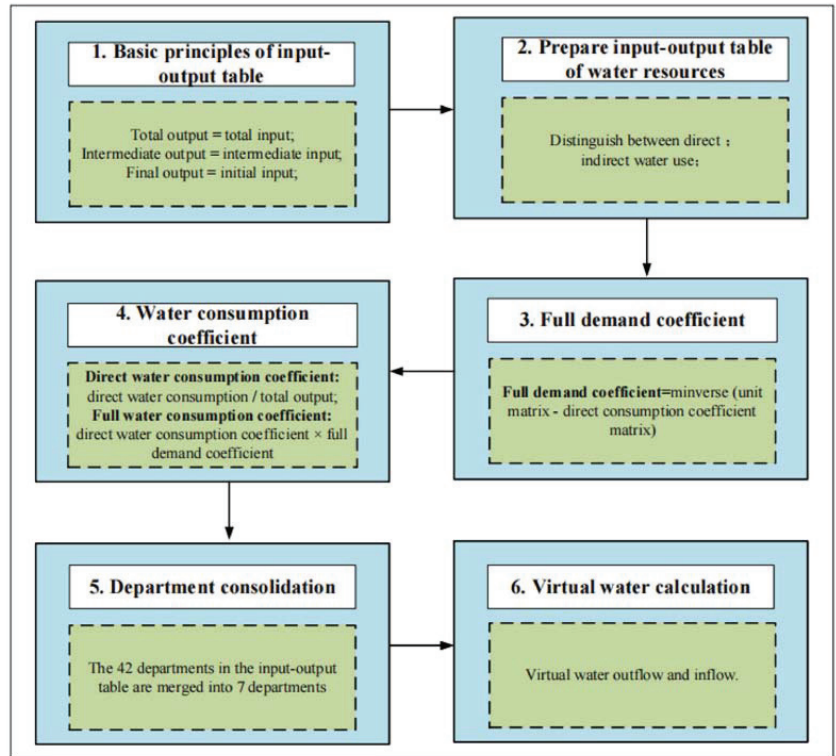 1. Basic principles of input-
output table
Total output = total input;
Intermediate output = intermediate input;
Final output = initial input;
2. Prepare input-output table
of water resources
Distinguish between direct ;
indirect water use;
3. Full demand coefficient
Full demand coefficient=minverse (unit
matrix - direct consumption coefficient
matrix)
4. Water consumption
coefficient
Direct water consumption coefficient:
direct water consumption / total output;
Full water consumption coefficient:
direct water consumption coefficient × full
demand coefficient
5. Department consolidation
The 42 departments in the input-output
table are merged into 7 departments
6. Virtual water calculation
Virtual water outflow and inflow.